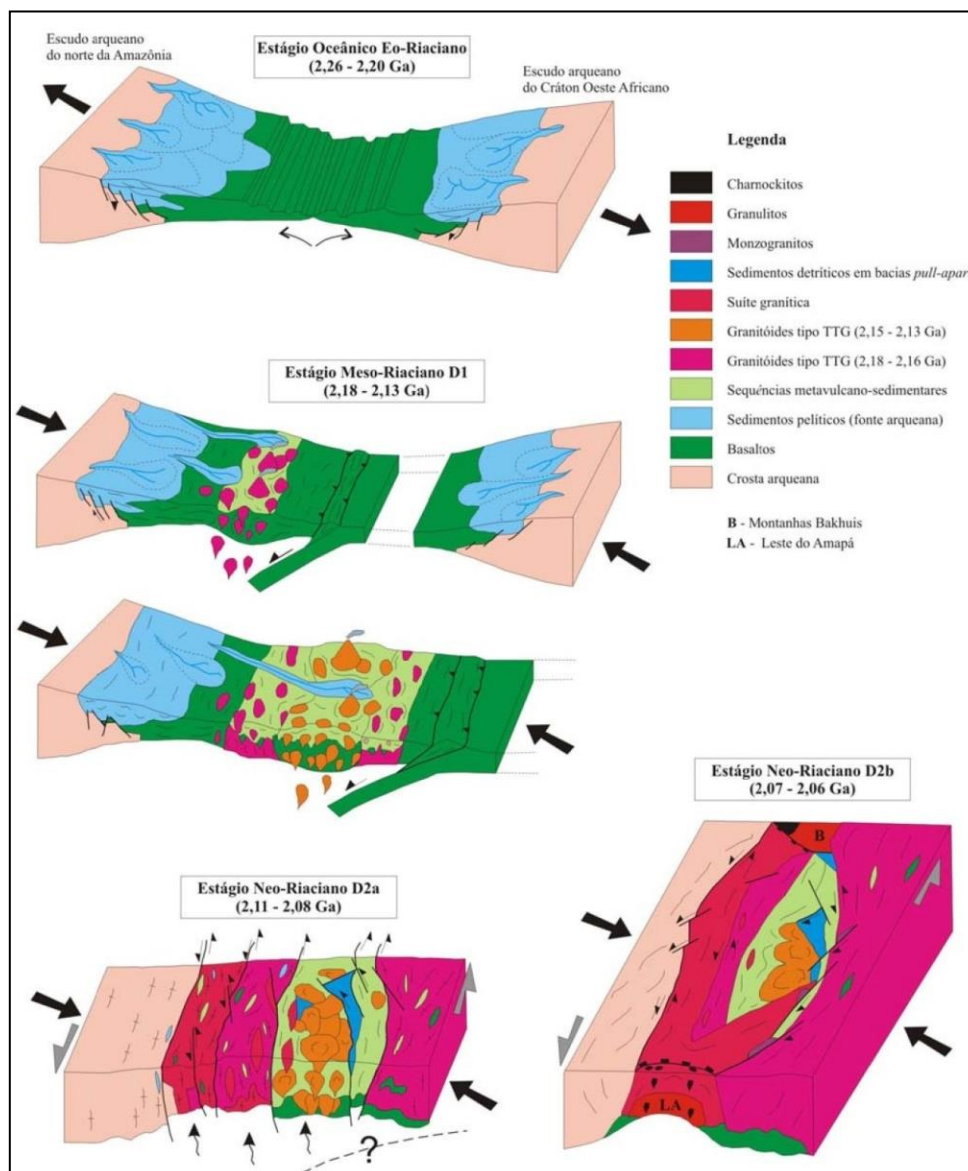 Escudo arqueano
do norte da Amazônia
Estágio Oceânico Eo-Riaciano
(2,26 - 2,20 Ga)
Escudo arqueano
do Cráton Oeste Africano
Legenda
Charnockitos
Granulitos
Monzogranitos
Sedimentos detríticos em bacias pull-apar
Suíte granítica
Granitóides tipo TTG (2,15 - 2,13 Ga)
Granitóides tipo TTG (2,18 - 2,16 Ga)
Sequências metavulcano-sedimentares
Sedimentos pelíticos (fonte arqueana)
Basaltos
Crosta arqueana
B - Montanhas Bakhuis
LA - Leste do Amapá
Estágio Meso-Riaciano D1
(2,18 - 2,13 Ga)
Estágio Neo-Riaciano D2a
(2,11 - 2,08 Ga)
?
Estágio Neo-Riaciano D2b
(2,07 - 2,06 Ga)
B
LA